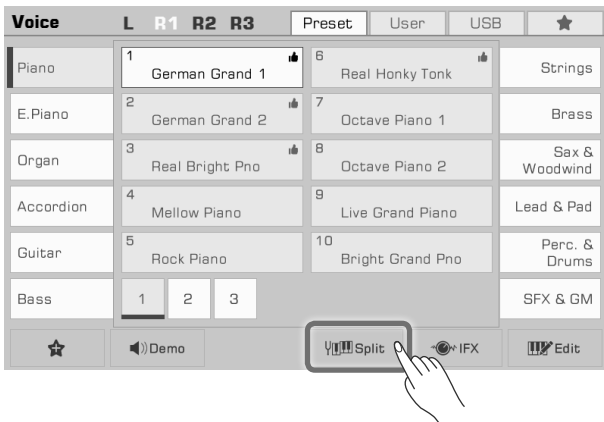 Voice L R1 R2 R3 Preset User USB
Piano
E.Piano
Organ
Accordion
Guitar
Bass
1
German Grand 1
2
German Grand 2
3
Real Bright Pno
4
Mellow Piano
5
Rock Piano
6
Real Honky Tonk
7
Octave Piano 1
8
Octave Piano 2
9
Live Grand Piano
10
Bright Grand Pno
1 2 3
Strings
Brass
Sax &
Woodwind
Lead & Pad
Perc. &
Drums
SFX & GM
Demo Split IFX Edit